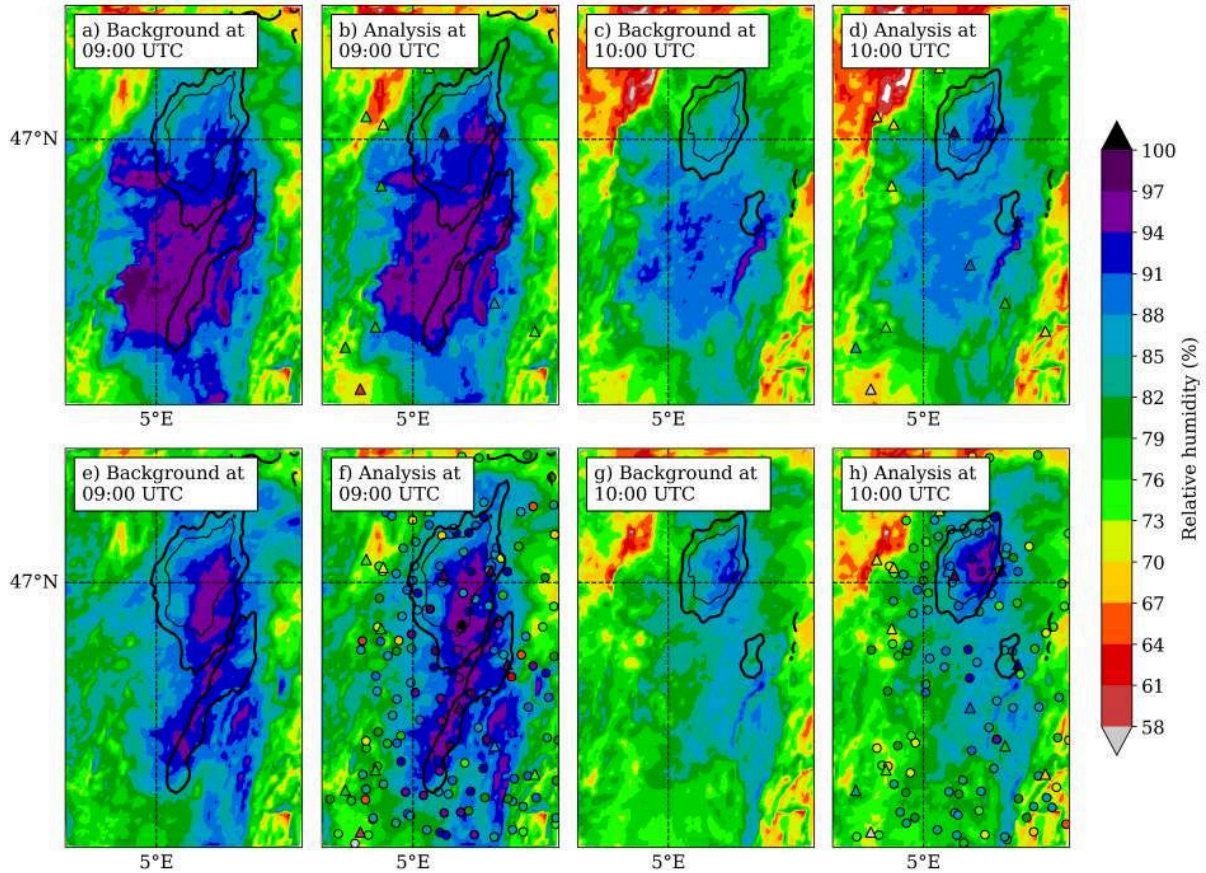 a) Background at
09:00 UTC
b) Analysis at
09:00 UTC
c) Background at
10:00 UTC
d) Analysis at
10:00 UTC
47°N
5°E
5°E
5°E
5°E
e) Background at
09:00 UTC
f) Analysis at
09:00 UTC
g) Background at
10:00 UTC
h) Analysis at
10:00 UTC
47°N
5°E
5°E
5°E
5°E
100
97
94
91
88
85
82
79
76
73
70
67
64
61
58
Relative humidity (%)